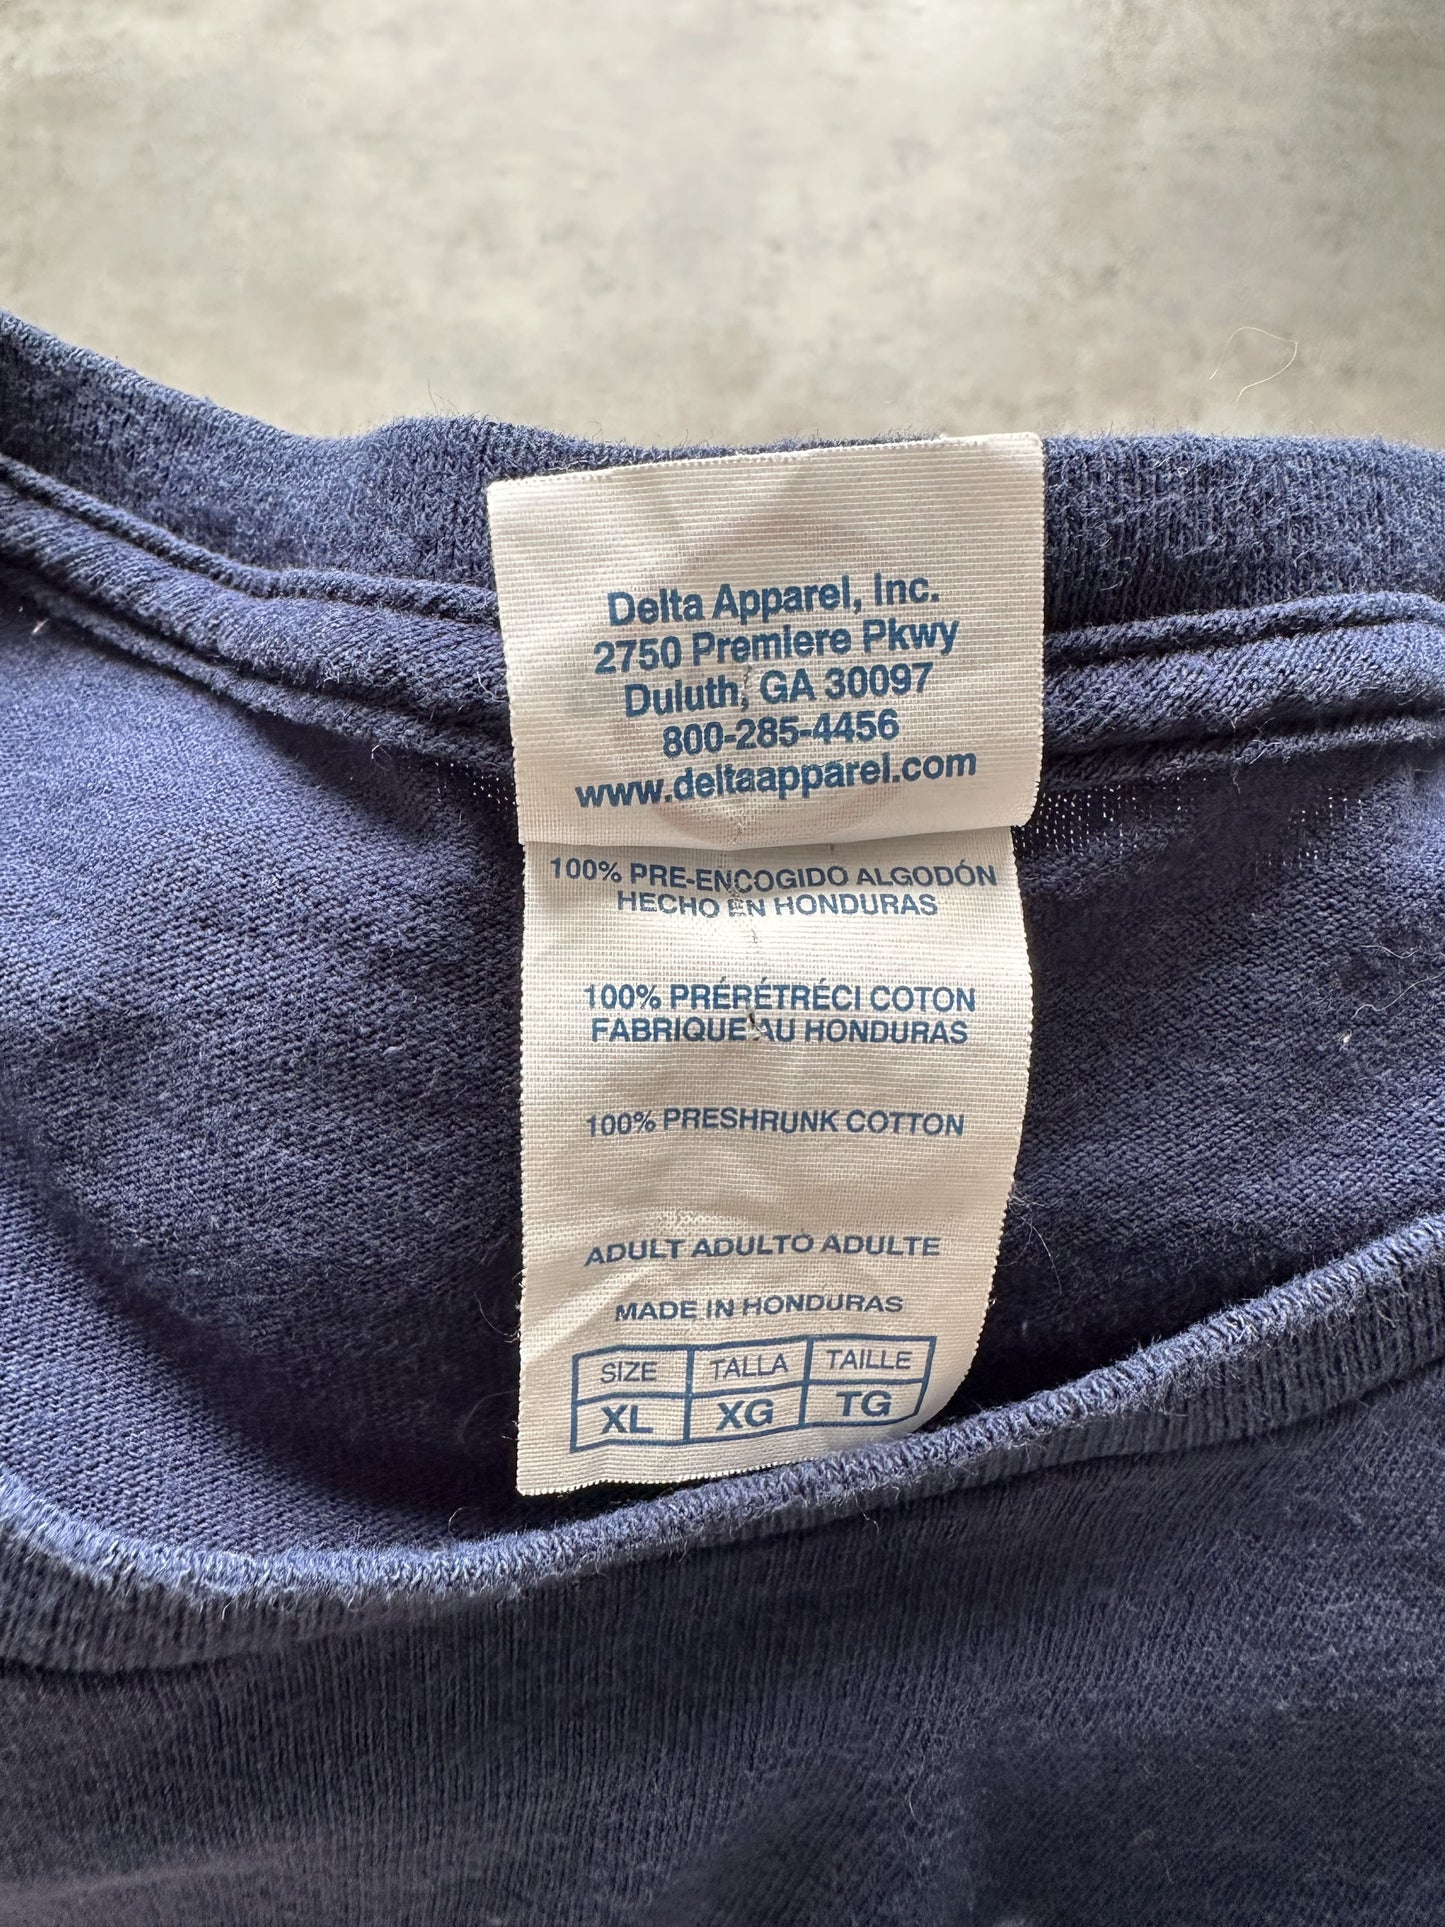 Delta Apparel, Inc.
2750 Premiere Pkwy
Duluth, GA 30097
800-285-4456
www.deltaapparel.com
100% PRE-ENCOGIDO ALGODÓN
HECHO EN HONDURAS
100% PRÉRÉTRÉCI COTON
FABRIQUE AU HONDURAS
100% PRESHRUNK COTTON
ADULT ADULTO ADULTE
MADE IN HONDURAS
SIZE TALLA TAILLE
XL XG TG